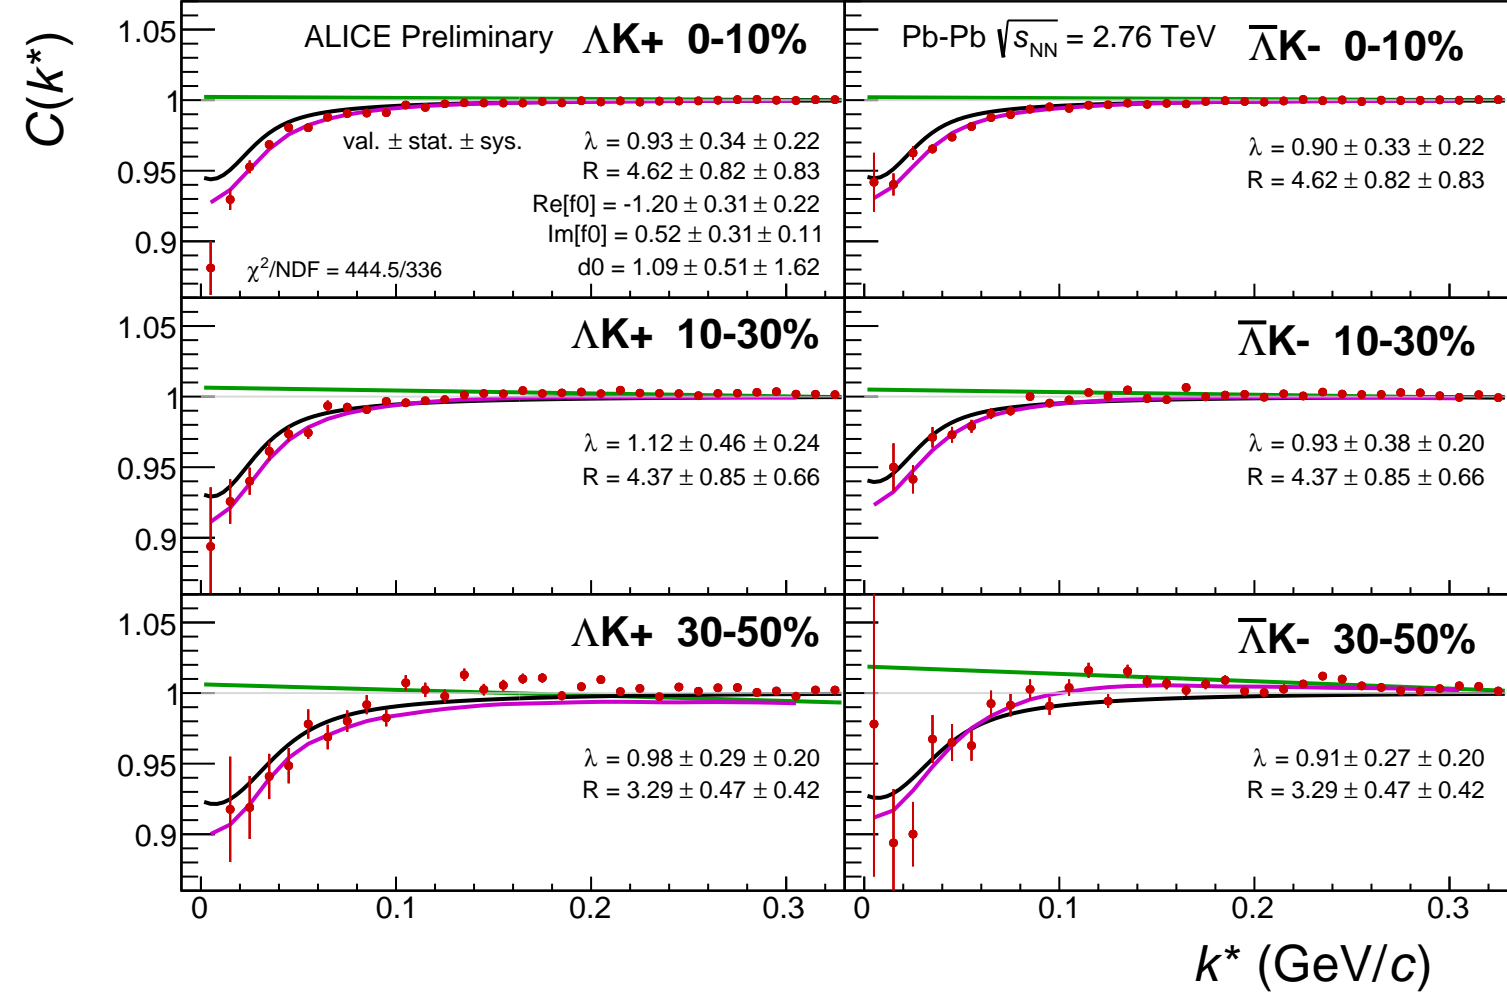 C(k*)
ALICE Preliminary ΛK+ 0-10%
val. ± stat. ± sys.
λ = 0.93 ± 0.34 ± 0.22
R = 4.62 ± 0.82 ± 0.83
Re[f0] = -1.20 ± 0.31 ± 0.22
Im[f0] = 0.52 ± 0.31 ± 0.11
d0 = 1.09 ± 0.51 ± 1.62
χ²/NDF = 444.5/336
1.05
1
0.95
0.9
Pb-Pb √s_NN = 2.76 TeV Λ̅K- 0-10%
λ = 0.90 ± 0.33 ± 0.22
R = 4.62 ± 0.82 ± 0.83
ΛK+ 10-30%
λ = 1.12 ± 0.46 ± 0.24
R = 4.37 ± 0.85 ± 0.66
1.05
1
0.95
0.9
Λ̅K- 10-30%
λ = 0.93 ± 0.38 ± 0.20
R = 4.37 ± 0.85 ± 0.66
ΛK+ 30-50%
λ = 0.98 ± 0.29 ± 0.20
R = 3.29 ± 0.47 ± 0.42
1.05
1
0.95
0.9
Λ̅K- 30-50%
λ = 0.91 ± 0.27 ± 0.20
R = 3.29 ± 0.47 ± 0.42
0 0.1 0.2 0.3 0 0.1 0.2 0.3
k* (GeV/c)